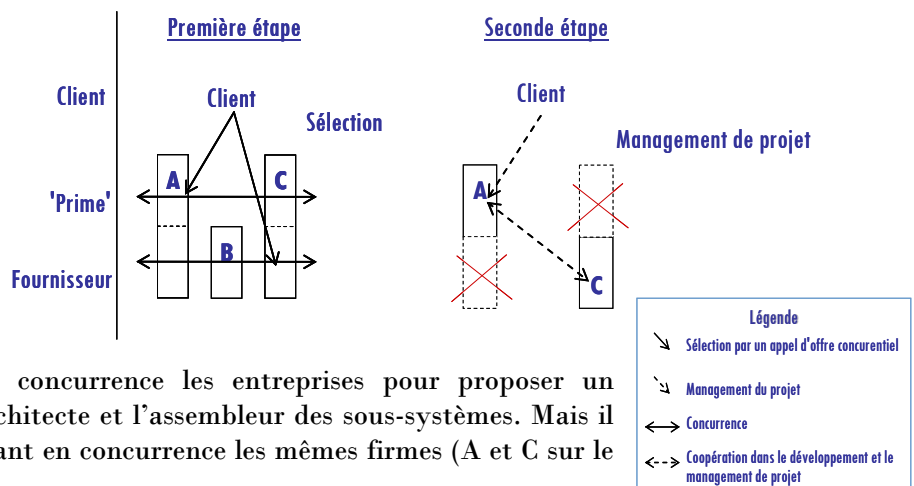 Première étape
Seconde étape
Client
Client
Client
Sélection
Management de projet
A
C
A
'Prime'
B
Fournisseur
C
Légende
Sélection par un appel d'offre concurentiel
Management du projet
Concurrence
Coopération dans le développement et le
management de projet
concurrence les entreprises pour proposer un
chitecte et l'assembleur des sous-systèmes. Mais il
ant en concurrence les mêmes firmes (A et C sur le